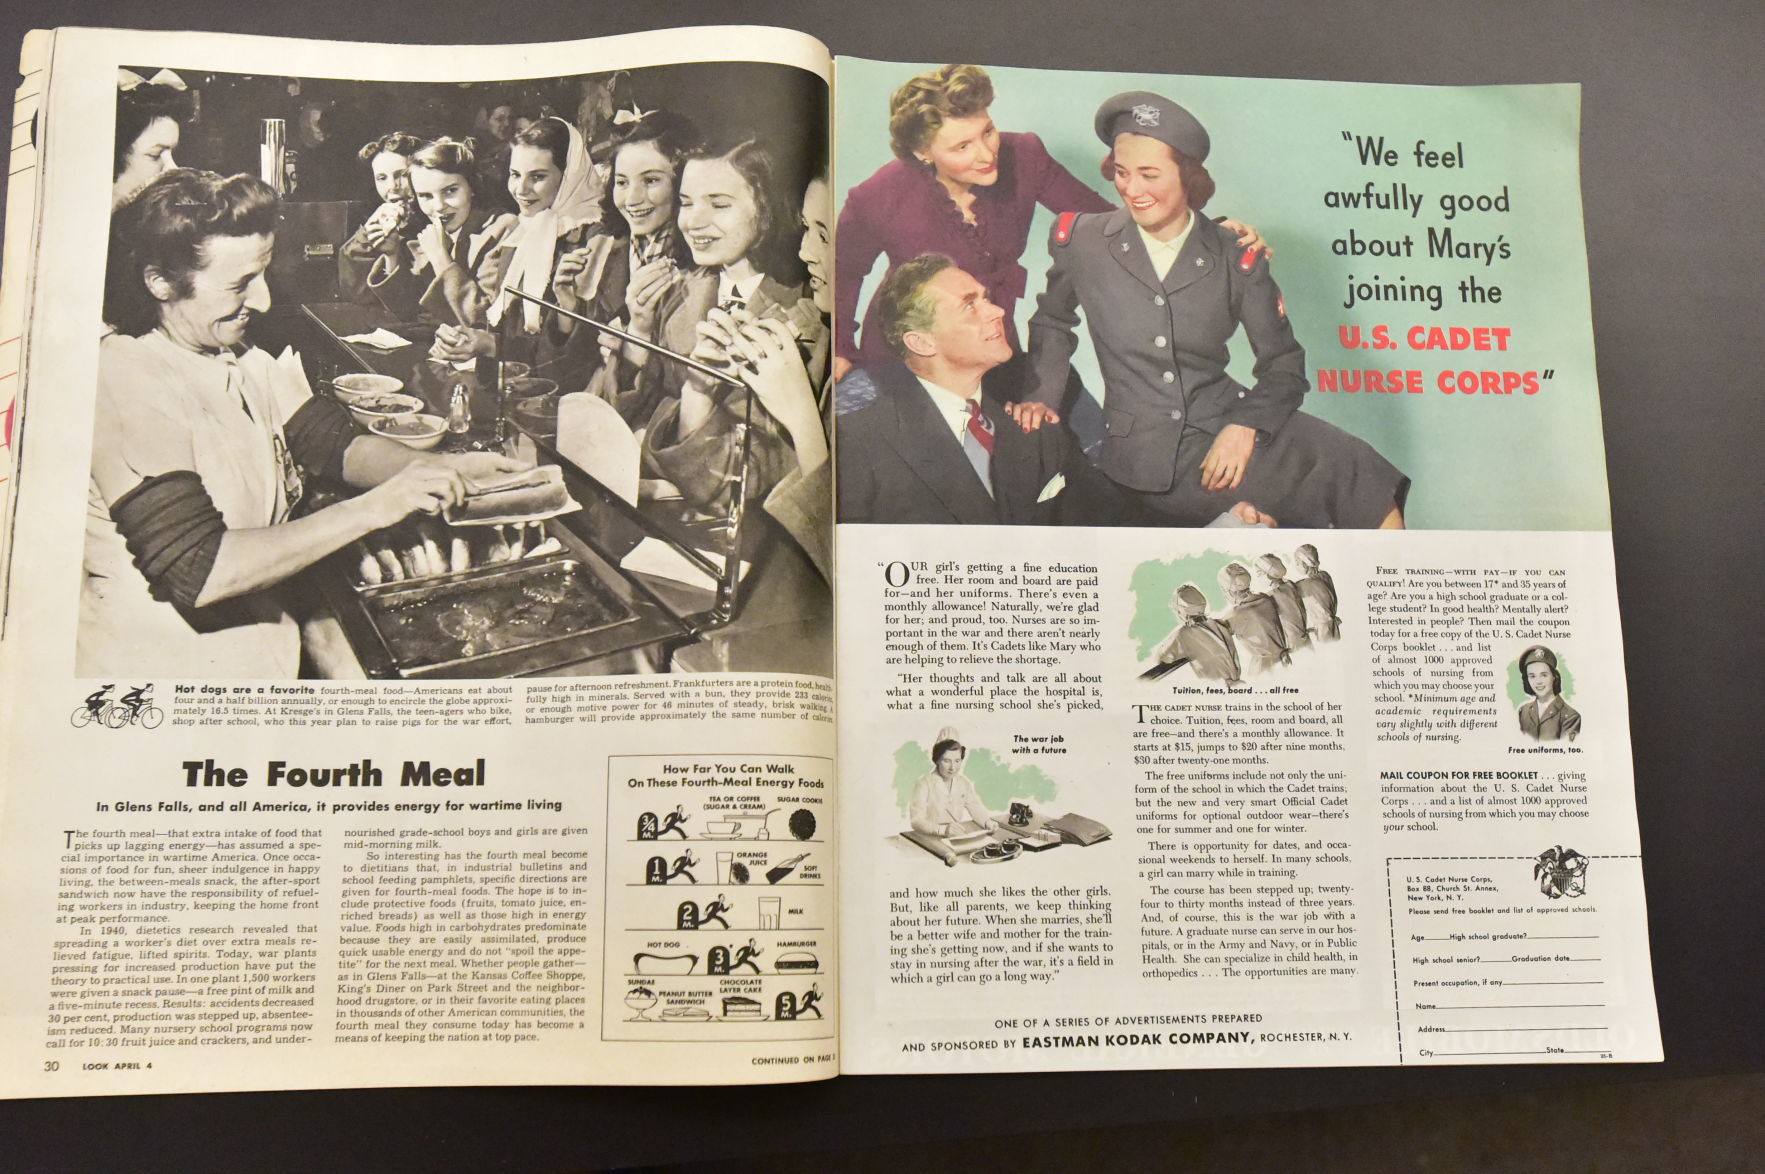 Hot dogs are a favorite fourth-meal food—Americans eat about
four and a half billion annually, or enough to encircle the globe approxi-
mately 16.5 times. At Kresge's in Glens Falls, the teen-agers who bike,
shop after school, who this year plan to raise pigs for the war effort,
pause for afternoon refreshment. Frankfurters are a protein food,
fully high in minerals. Served with a bun, they provide 233
or enough motive power for 46 minutes of steady, brisk walking.
hamburger will provide approximately the same number of
The Fourth Meal
In Glens Falls, and all America, it provides energy for wartime living
The fourth meal—that extra intake of food that
picks up lagging energy—has assumed a spe-
cial importance in wartime America. Once occa-
sions of food for fun, sheer indulgence in happy
living, the between-meals snack, the after-sport
sandwich now have the responsibility of refuel-
ing workers in industry, keeping the home front
at peak performance.
In 1940, dietetics research revealed that
spreading a worker's diet over extra meals re-
lieved fatigue, lifted spirits. Today, war plants
pressing for increased production have put the
theory to practical use. In one plant 1,500 workers
were given a snack pause—a free pint of milk and
a five-minute recess. Results: accidents decreased
30 per cent, production was stepped up, absentee-
ism reduced. Many nursery school programs now
call for 10:30 fruit juice and crackers, and under-
nourished grade-school boys and girls are given
mid-morning milk.
So interesting has the fourth meal become
to dietitians that, in industrial bulletins and
school feeding pamphlets, specific directions are
given for fourth-meal foods. The hope is to in-
clude protective foods (fruits, tomato juice, en-
riched breads) as well as those high in energy
value. Foods high in carbohydrates predominate
because they are easily assimilated, produce
quick usable energy and do not "spoil the appe-
tite" for the next meal. Whether people gather—
as in Glens Falls—at the Kansas Coffee Shoppe,
King's Diner on Park Street and the neighbor-
hood drugstore, or in their favorite eating places
in thousands of other American communities, the
fourth meal they consume today has become a
means of keeping the nation at top pace.
How Far You Can Walk
On These Fourth-Meal Energy Foods
3/4 M.
TEA OR COFFEE
(SUGAR & CREAM)
SUGAR COOKIE
1 M.
ORANGE
JUICE
SOFT
DRINKS
2 M.
MILK
HOT DOG
3 M.
HAMBURGER
SUNDAE
PEANUT BUTTER
SANDWICH
CHOCOLATE
LAYER CAKE
5 M.
30 LOOK APRIL 4
CONTINUED ON PAGE
"We feel
awfully good
about Mary's
joining the
U.S. CADET
NURSE CORPS"
"OUR girl's getting a fine education
free. Her room and board are paid
for—and her uniforms. There's even a
monthly allowance! Naturally, we're glad
for her; and proud, too. Nurses are so im-
portant in the war and there aren't nearly
enough of them. It's Cadets like Mary who
are helping to relieve the shortage.
"Her thoughts and talk are all about
what a wonderful place the hospital is,
what a fine nursing school she's picked,
The war job
with a future
and how much she likes the other girls.
But, like all parents, we keep thinking
about her future. When she marries, she'll
be a better wife and mother for the train-
ing she's getting now, and if she wants to
stay in nursing after the war, it's a field in
which a girl can go a long way."
Tuition, fees, board . . . all free
THE CADET NURSE trains in the school of her
choice. Tuition, fees, room and board, all
are free—and there's a monthly allowance. It
starts at $15, jumps to $20 after nine months,
$30 after twenty-one months.
The free uniforms include not only the uni-
form of the school in which the Cadet trains;
but the new and very smart Official Cadet
uniforms for optional outdoor wear—there's
one for summer and one for winter.
There is opportunity for dates, and occa-
sional weekends to herself. In many schools,
a girl can marry while in training.
The course has been stepped up; twenty-
four to thirty months instead of three years.
And, of course, this is the war job with a
future. A graduate nurse can serve in our hos-
pitals, or in the Army and Navy, or in Public
Health. She can specialize in child health, in
orthopedics . . . The opportunities are many.
FREE TRAINING—WITH PAY—IF YOU CAN
QUALIFY! Are you between 17* and 35 years of
age? Are you a high school graduate or a col-
lege student? In good health? Mentally alert?
Interested in people? Then mail the coupon
today for a free copy of the U. S. Cadet Nurse
Corps booklet . . . and list
of almost 1000 approved
schools of nursing from
which you may choose your
school. *Minimum age and
academic requirements
vary slightly with different
schools of nursing.
Free uniforms, too.
MAIL COUPON FOR FREE BOOKLET . . . giving
information about the U. S. Cadet Nurse
Corps . . . and a list of almost 1000 approved
schools of nursing from which you may choose
your school.
U. S. Cadet Nurse Corps,
Box 88, Church St. Annex,
New York, N. Y.
Please send free booklet and list of approved schools.
Age____High school graduate?____
High school senior?____Graduation date____
Present occupation, if any____
Name____
Address____
City____State____
ONE OF A SERIES OF ADVERTISEMENTS PREPARED
AND SPONSORED BY EASTMAN KODAK COMPANY, ROCHESTER, N. Y.